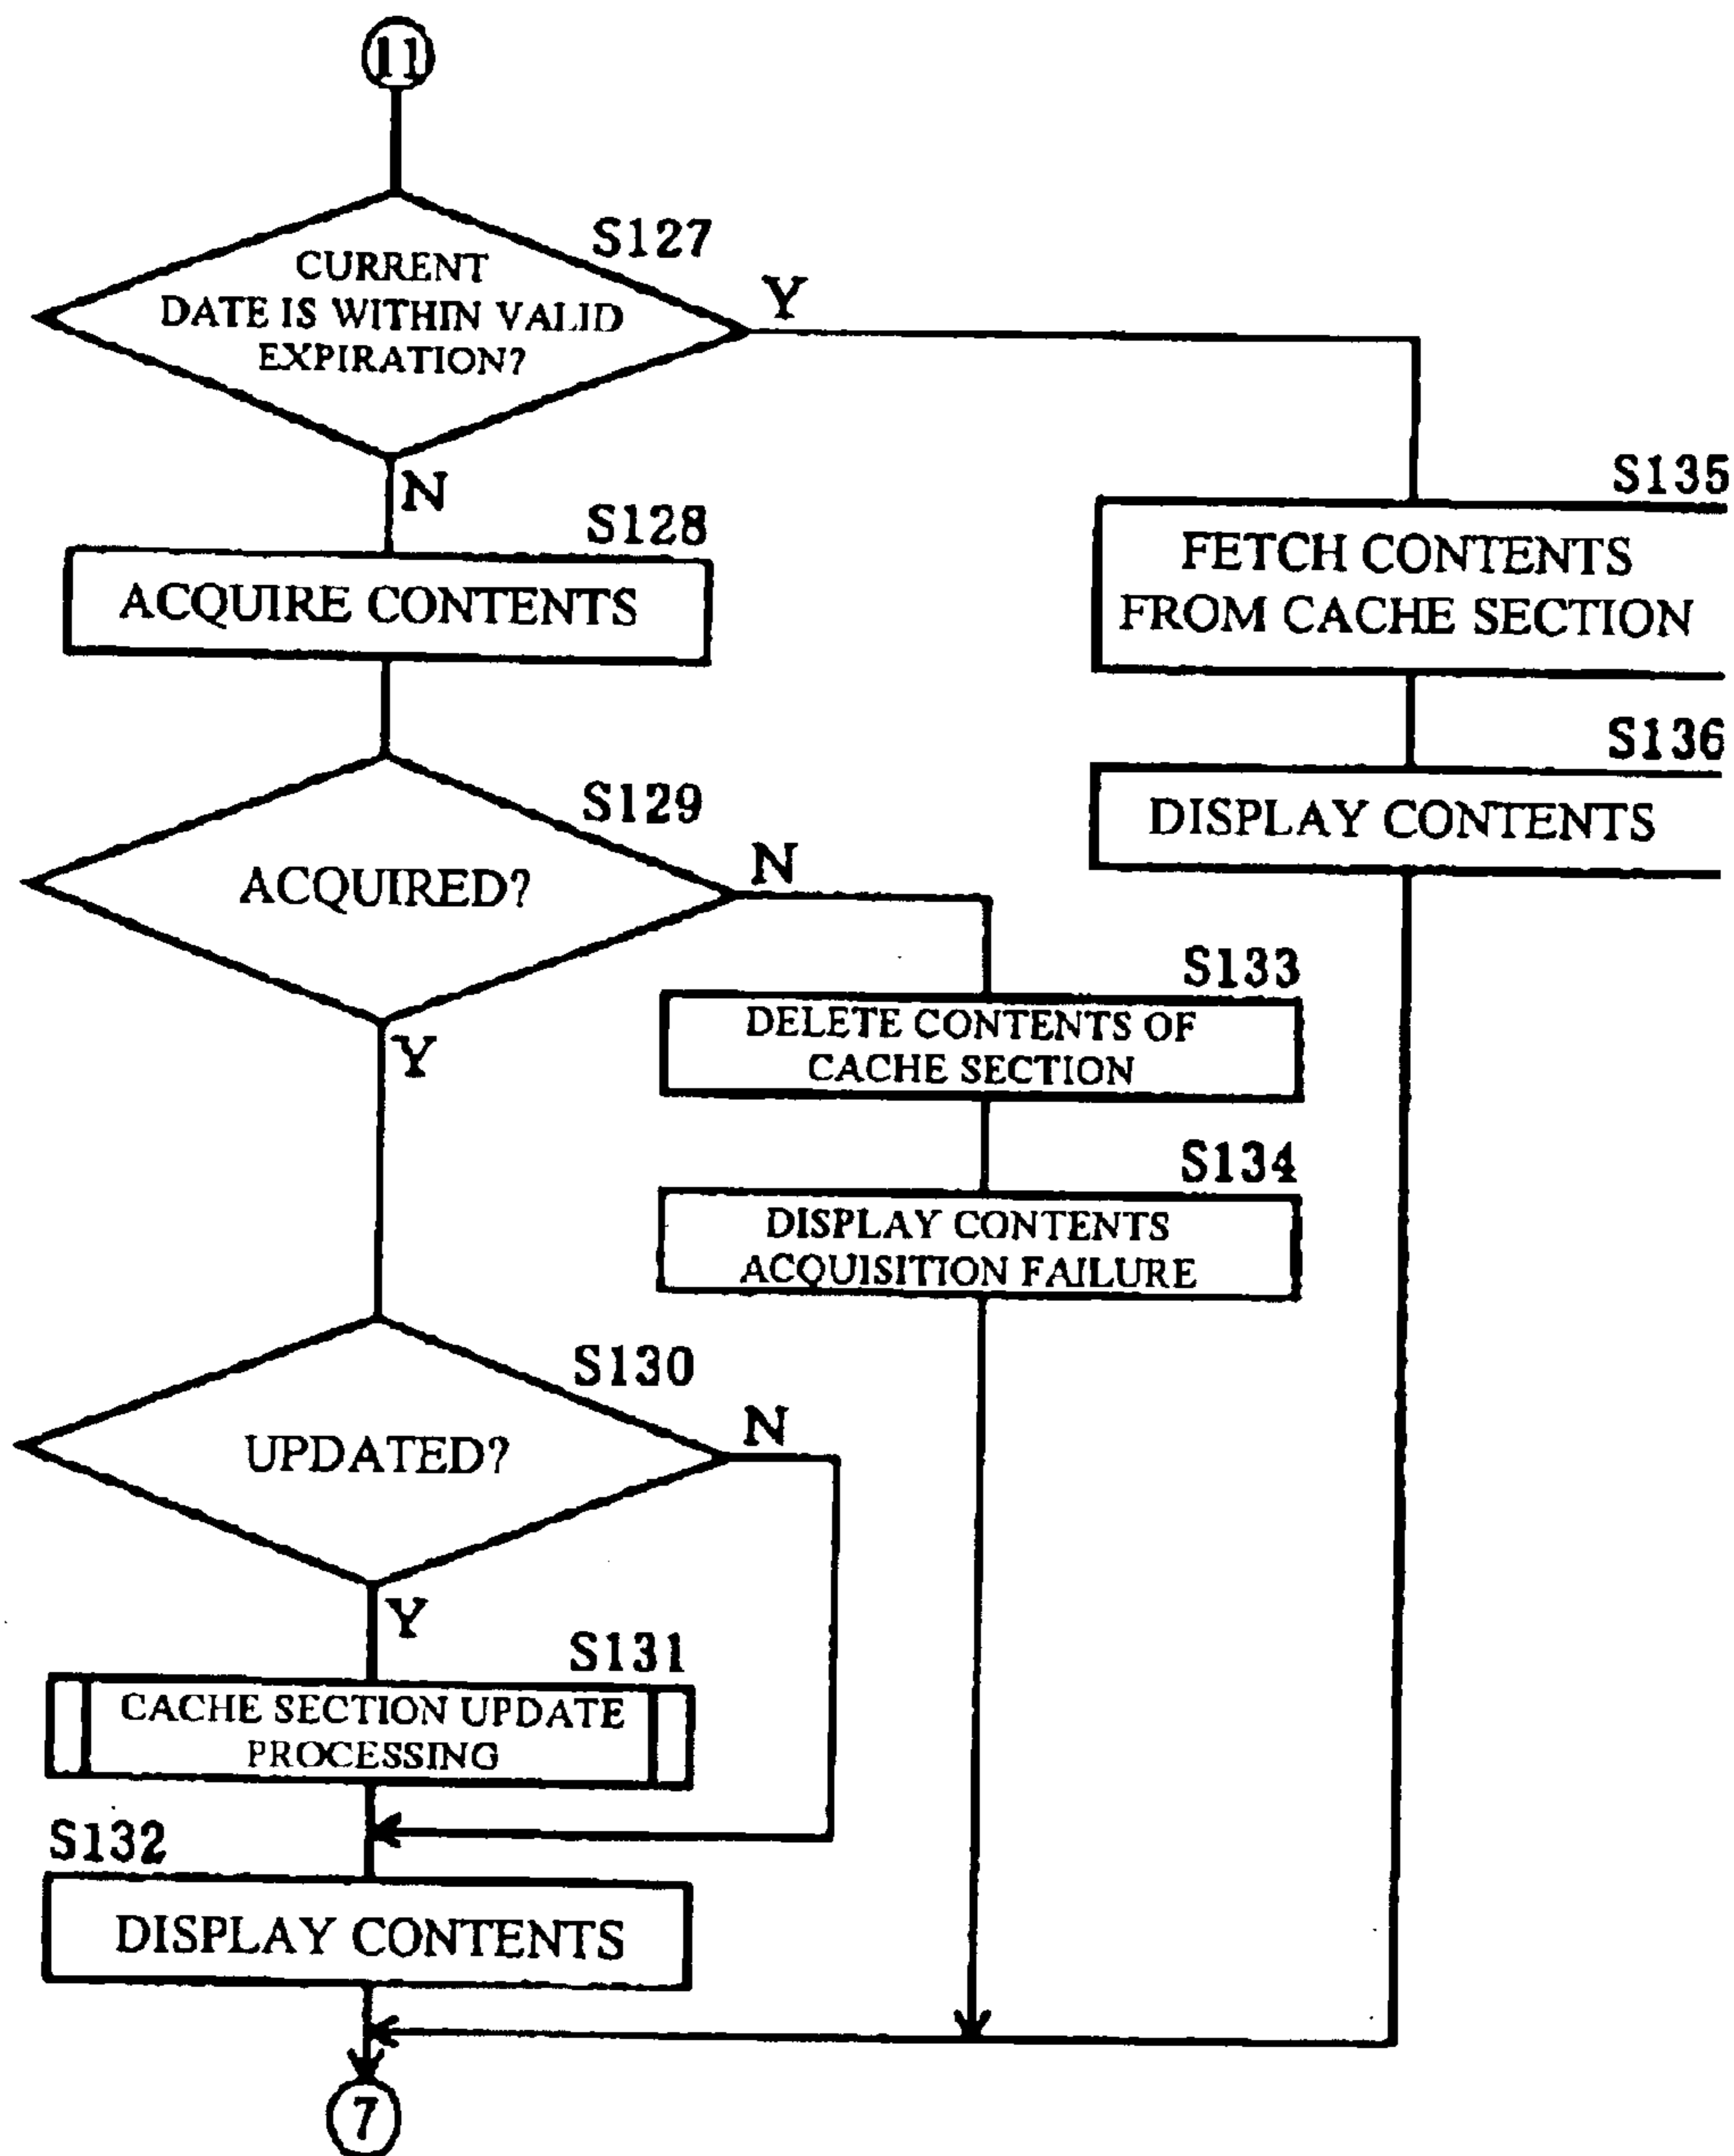 11
S127
CURRENT
DATE IS WITHIN VALID
EXPIRATION?
Y
N
S128
ACQUIRE CONTENTS
S135
FETCH CONTENTS
FROM CACHE SECTION
S136
DISPLAY CONTENTS
S129
ACQUIRED?
N
Y
S133
DELETE CONTENTS OF
CACHE SECTION
S134
DISPLAY CONTENTS
ACQUISITION FAILURE
S130
UPDATED?
N
Y
S131
CACHE SECTION UPDATE
PROCESSING
S132
DISPLAY CONTENTS
7